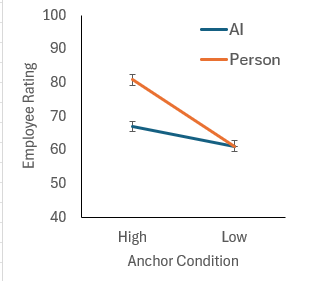 100
90
80
70
60
50
40
Employee Rating
AI
Person
High
Low
Anchor Condition